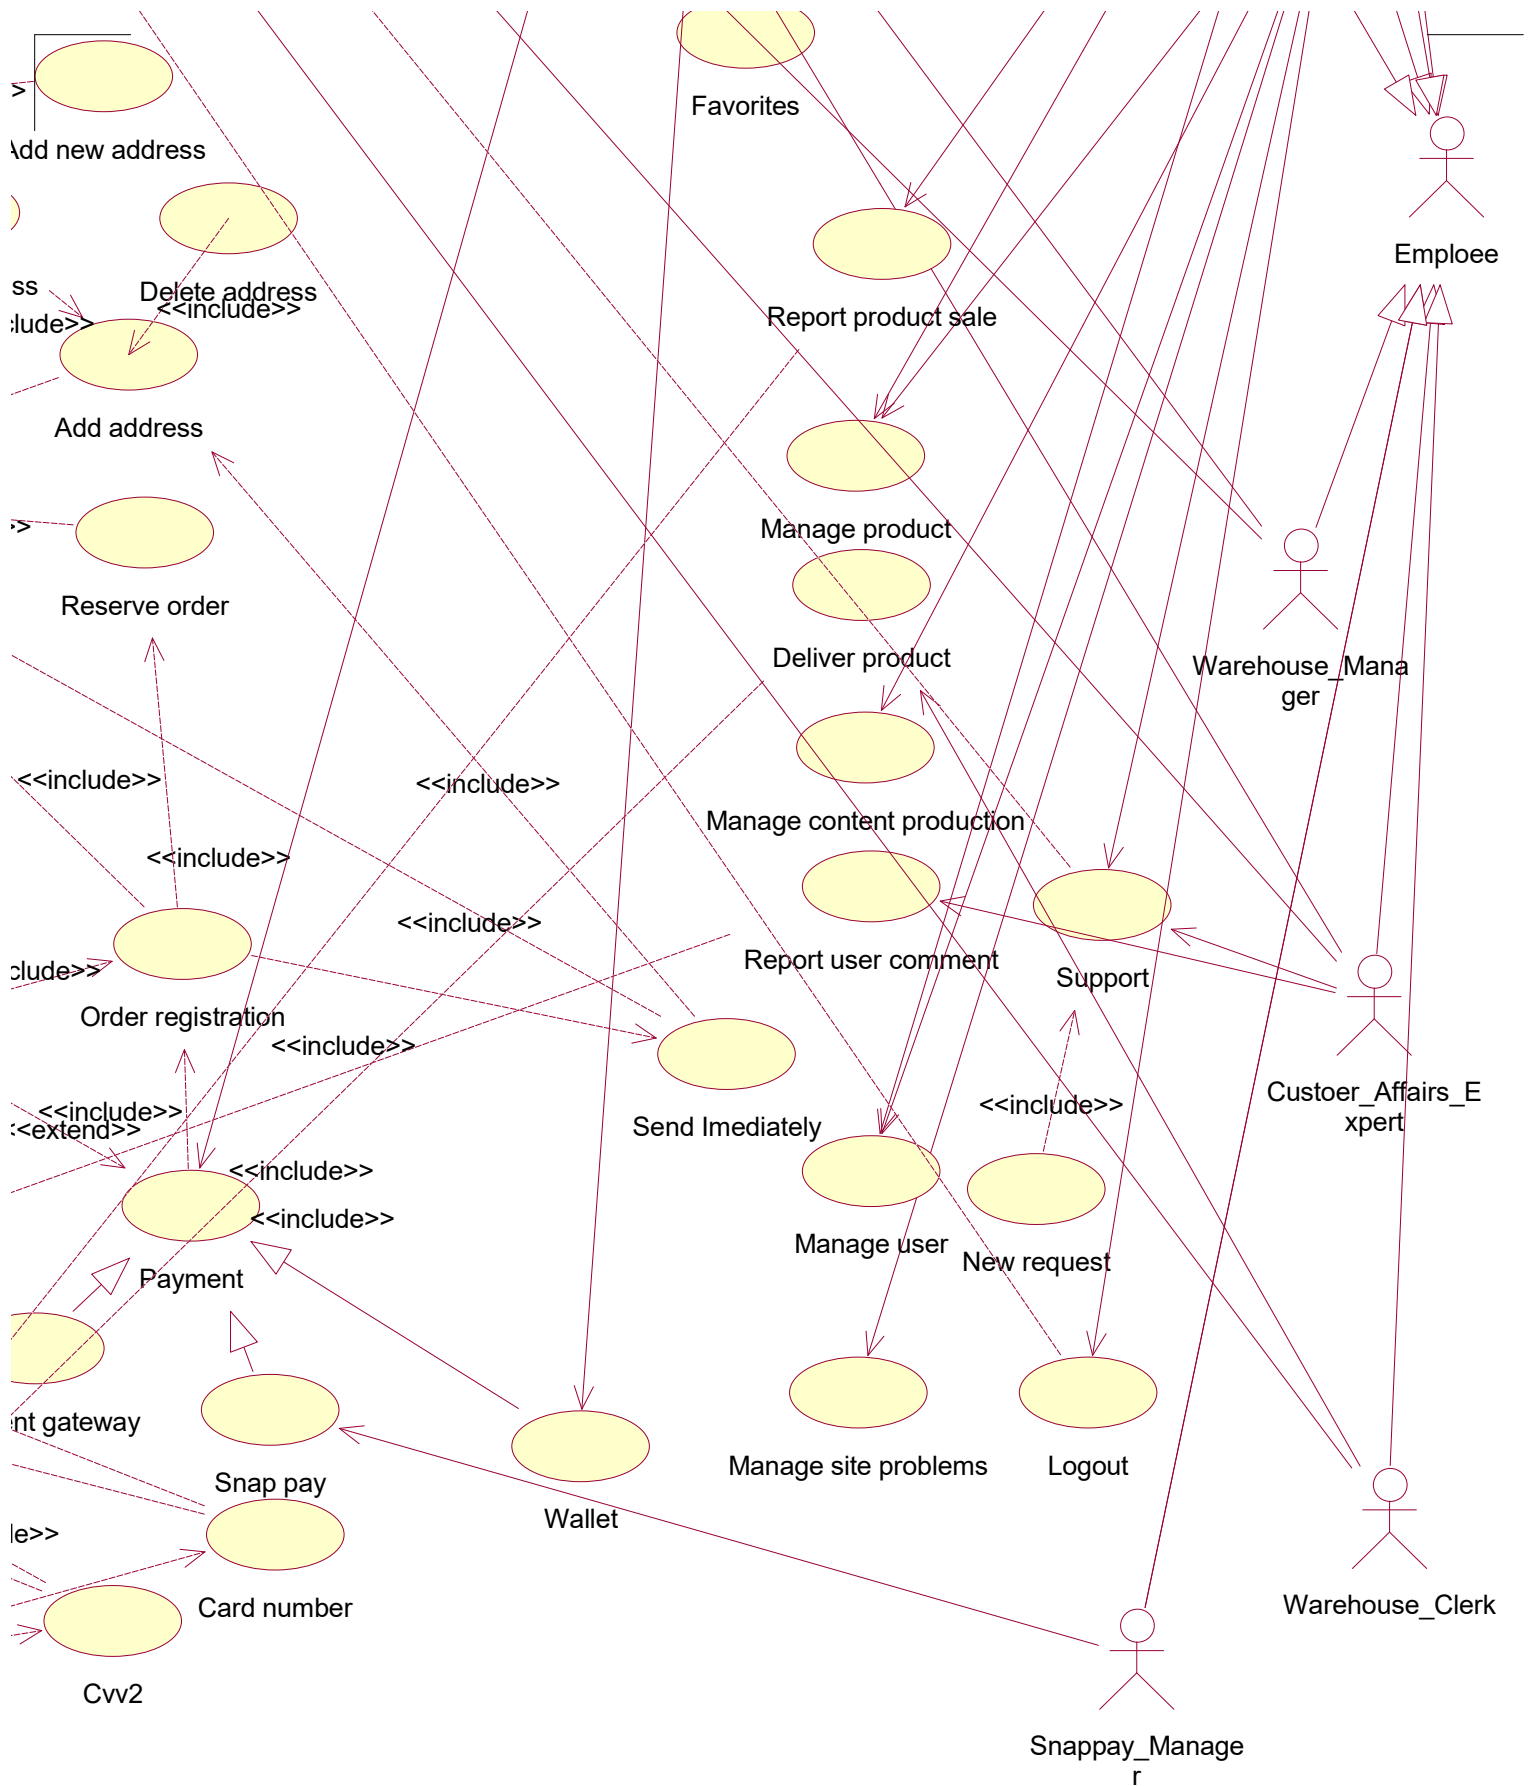 Favorites
Add new address
Emploee
Delete address
<<include>>
Report product sale
Add address
Manage product
Reserve order
Deliver product
Warehouse_Mana
ger
<<include>>
<<include>>
Manage content production
<<include>>
<<include>>
Report user comment
Support
Order registration
<<include>>
Custoer_Affairs_E
xpert
<<include>>
<<include>>
<<extend>>
Send Imediately
<<include>>
<<include>>
Manage user
New request
Payment
ent gateway
Manage site problems
Logout
Snap pay
Wallet
Card number
Warehouse_Clerk
Cvv2
Snappay_Manage
r